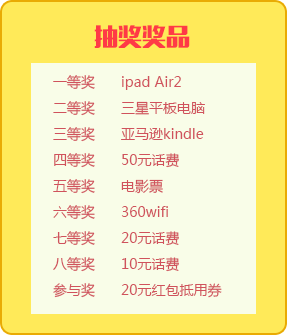 抽奖奖品
一等奖 ipad Air2
二等奖 三星平板电脑
三等奖 亚马逊kindle
四等奖 50元话费
五等奖 电影票
六等奖 360wifi
七等奖 20元话费
八等奖 10元话费
参与奖 20元红包抵用券